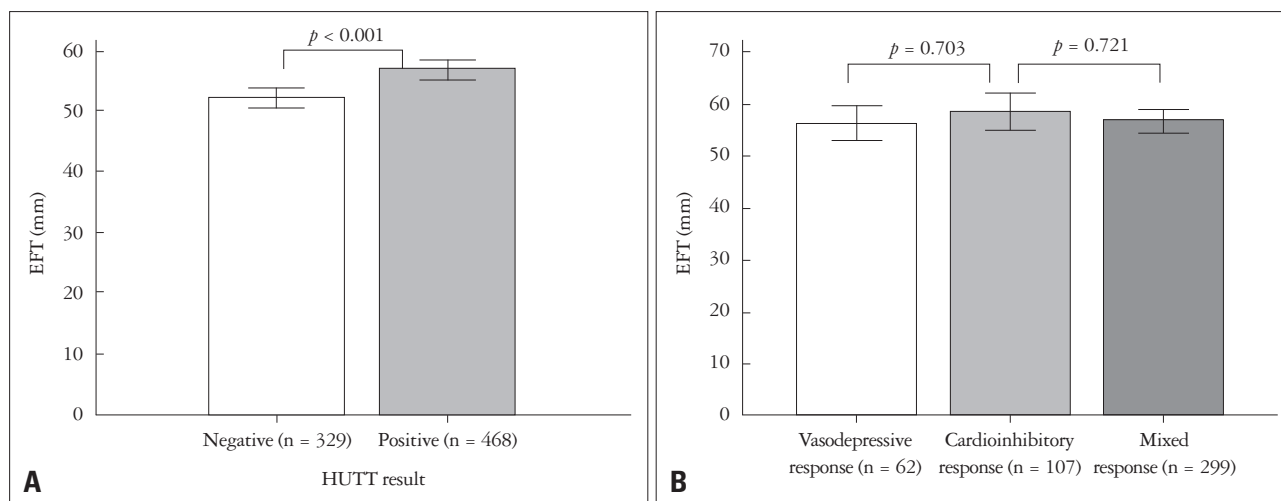 60
50
40
30
20
10
0
EFT (mm)
p < 0.001
Negative (n = 329)
Positive (n = 468)
HUTT result
A
70
60
50
40
30
20
10
0
EFT (mm)
p = 0.703
p = 0.721
Vasodepressive
response (n = 62)
Cardioinhibitory
response (n = 107)
Mixed
response (n = 299)
B